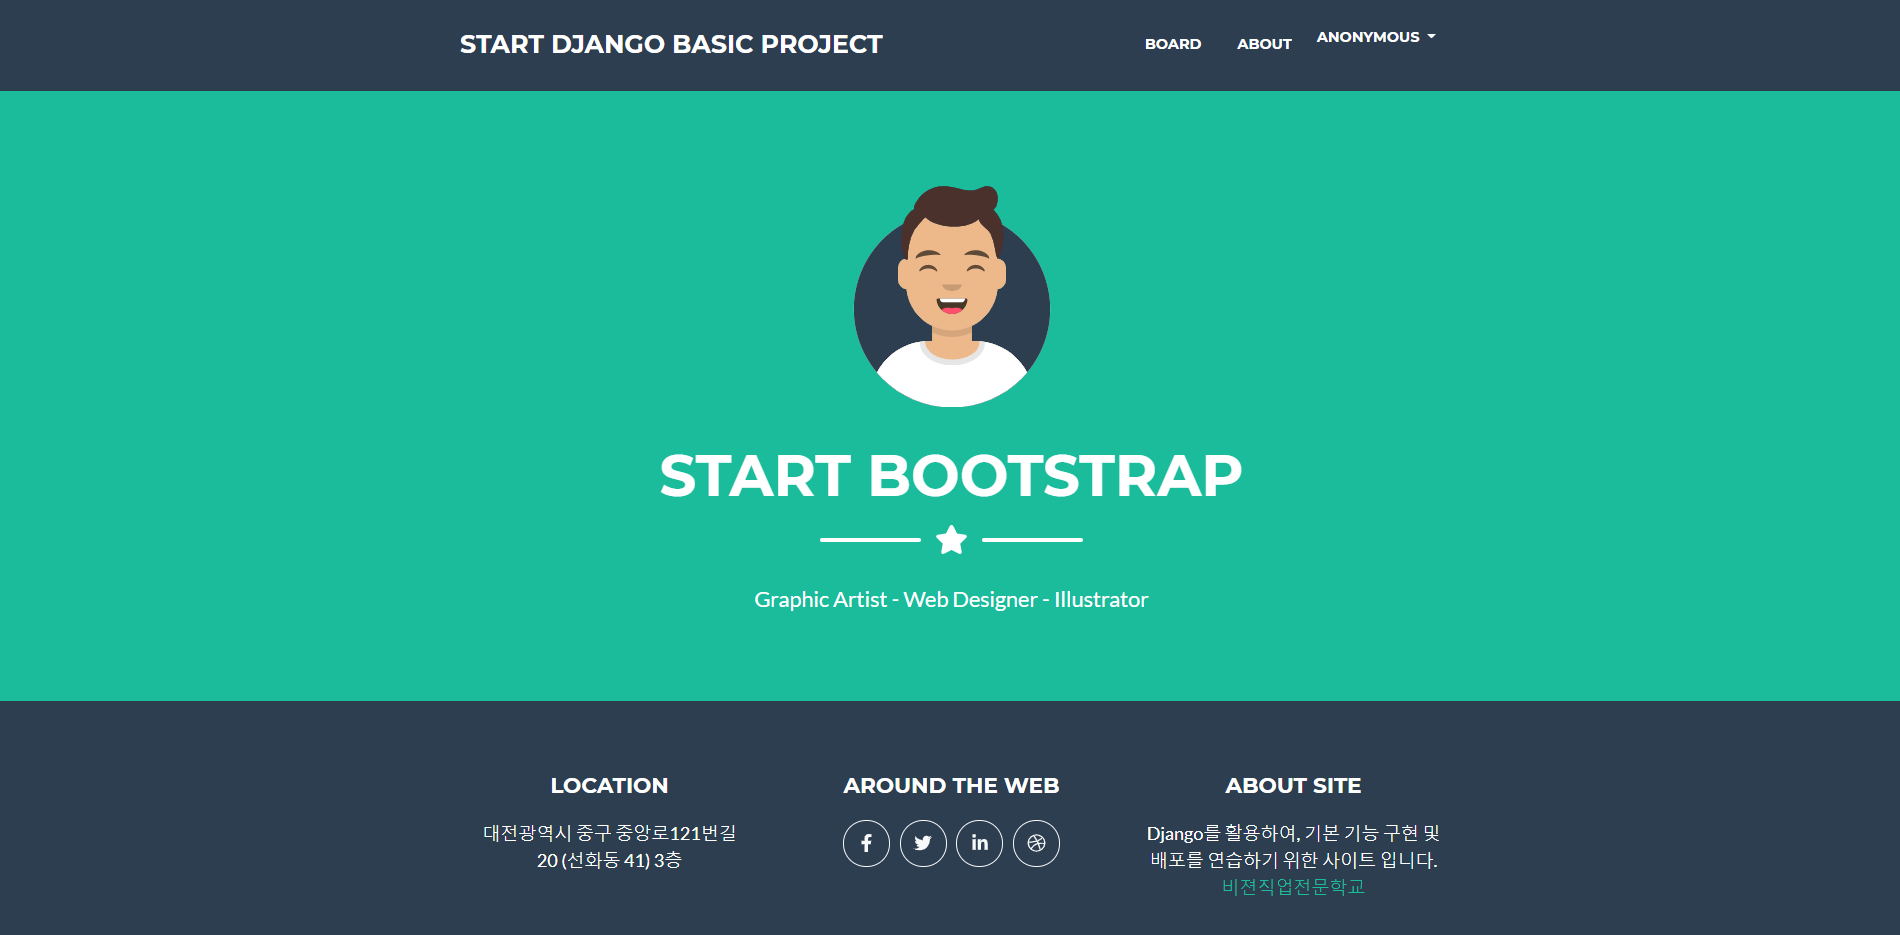 START DJANGO BASIC PROJECT
BOARD
ABOUT
ANONYMOUS
START BOOTSTRAP
Graphic Artist - Web Designer - Illustrator
LOCATION
대전광역시 중구 중앙로121번길
20 (선화동 41) 3층
AROUND THE WEB
ABOUT SITE
Django를 활용하여, 기본 기능 구현 및
배포를 연습하기 위한 사이트 입니다.
비젼직업전문학교